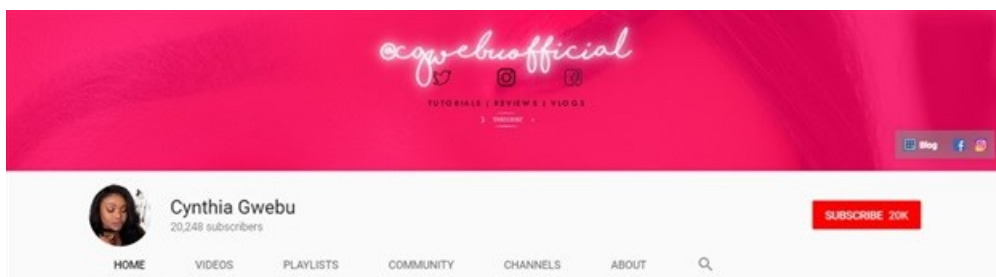 @cgwebuofficial
TUTORIALS | REVIEWS | VLOGS
Blog
Cynthia Gwebu
20,248 subscribers
SUBSCRIBE 20K
HOME VIDEOS PLAYLISTS COMMUNITY CHANNELS ABOUT